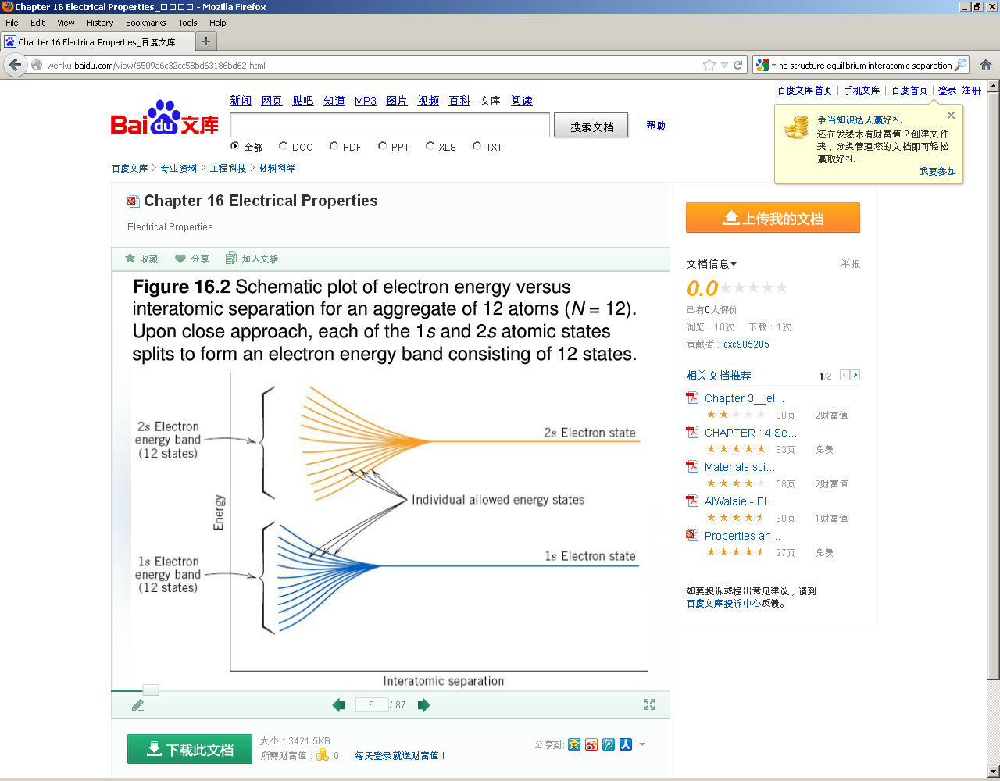 Chapter 16 Electrical Properties_□□□□ - Mozilla Firefox
File Edit View History Bookmarks Tools Help
Chapter 16 Electrical Properties_百度文库
wenku.baidu.com/view/6509a6c32cc58bd63186bd62.html
nd structure equilibrium interatomic separation
百度文库首页 | 手机文库 | 百度首页 | 登录 注册
新闻 网页 贴吧 知道 MP3 图片 视频 百科 文库 阅读
Bai du 文库
搜索文档 帮助
全部 DOC PDF PPT XLS TXT
争当知识达人赢好礼
还在发愁木有财富值？创建文件
夹，分类管理您的文档即可轻松
赢取好礼！
我要参加
百度文库 > 专业资料 > 工程科技 > 材料科学
Chapter 16 Electrical Properties
Electrical Properties
收藏 分享 加入文辑
Figure 16.2 Schematic plot of electron energy versus
interatomic separation for an aggregate of 12 atoms (N = 12).
Upon close approach, each of the 1s and 2s atomic states
splits to form an electron energy band consisting of 12 states.
2s Electron
energy band
(12 states)
2s Electron state
Individual allowed energy states
Energy
1s Electron
energy band
(12 states)
1s Electron state
Interatomic separation
6 / 87
下载此文档
大小：3421.5KB
所需财富值： 0 每天登录就送财富值！
分享到:
上传我的文档
文档信息 举报
0.0
已有0人评价
浏览：10次 下载：1次
贡献者：cxc905285
相关文档推荐 1/2
Chapter 3__el...
38页 2财富值
CHAPTER 14 Se...
83页 免费
Materials sci...
58页 2财富值
AlWalaie.-.El...
30页 1财富值
Properties an...
27页 免费
如要投诉或提出意见建议，请到
百度文库投诉中心反馈。